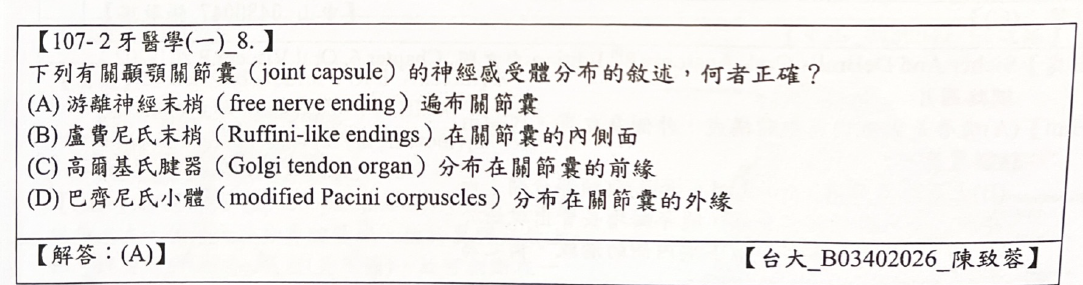 【107-2 牙醫學(一)_8. 】
下列有關顳顎關節囊（joint capsule）的神經感受體分布的敘述，何者正確？
(A) 游離神經末梢（free nerve ending）遍布關節囊
(B) 盧費尼氏末梢（Ruffini-like endings）在關節囊的內側面
(C) 高爾基氏腱器（Golgi tendon organ）分布在關節囊的前緣
(D) 巴齊尼氏小體（modified Pacini corpuscles）分布在關節囊的外緣
【解答：(A)】 【台大_B03402026_陳致蓉】